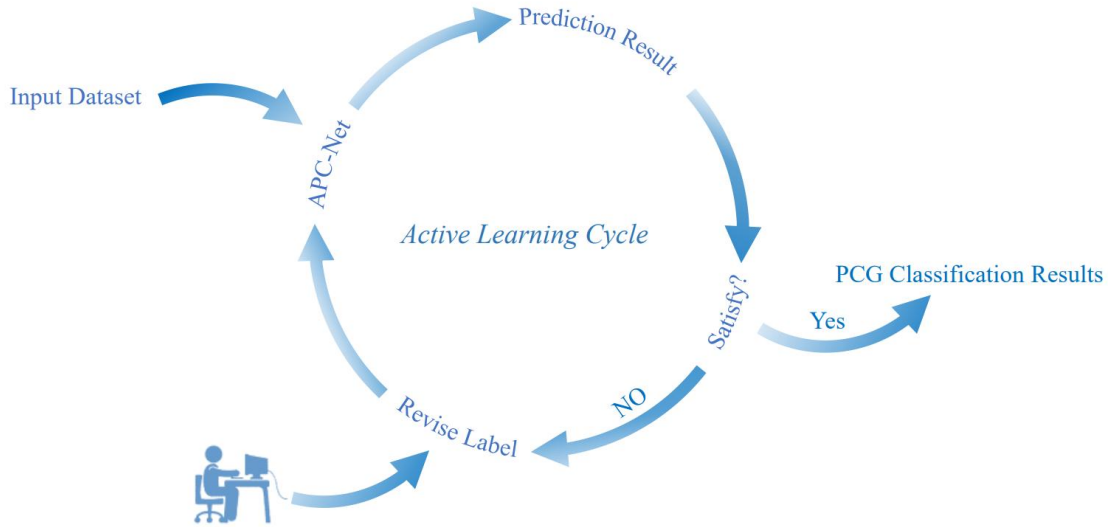 Prediction Result
Input Dataset
APC-Net
Active Learning Cycle
PCG Classification Results
Satisfy?
Yes
NO
Revise Label